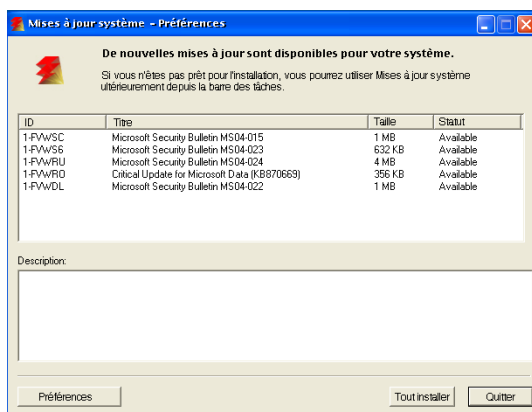 Mises à jour système - Préférences
De nouvelles mises à jour sont disponibles pour votre système.
Si vous n'êtes pas prêt pour l'installation, vous pourrez utiliser Mises à jour système
ultérieurement depuis la barre des tâches.
ID Titre Taille Statut
1-FVWSC Microsoft Security Bulletin MS04-015 1 MB Available
1-FVWS6 Microsoft Security Bulletin MS04-023 632 KB Available
1-FVWRU Microsoft Security Bulletin MS04-024 4 MB Available
1-FVWRO Critical Update for Microsoft Data (KB870669) 356 KB Available
1-FVWDL Microsoft Security Bulletin MS04-022 1 MB Available
Description:
Préférences Tout installer Quitter